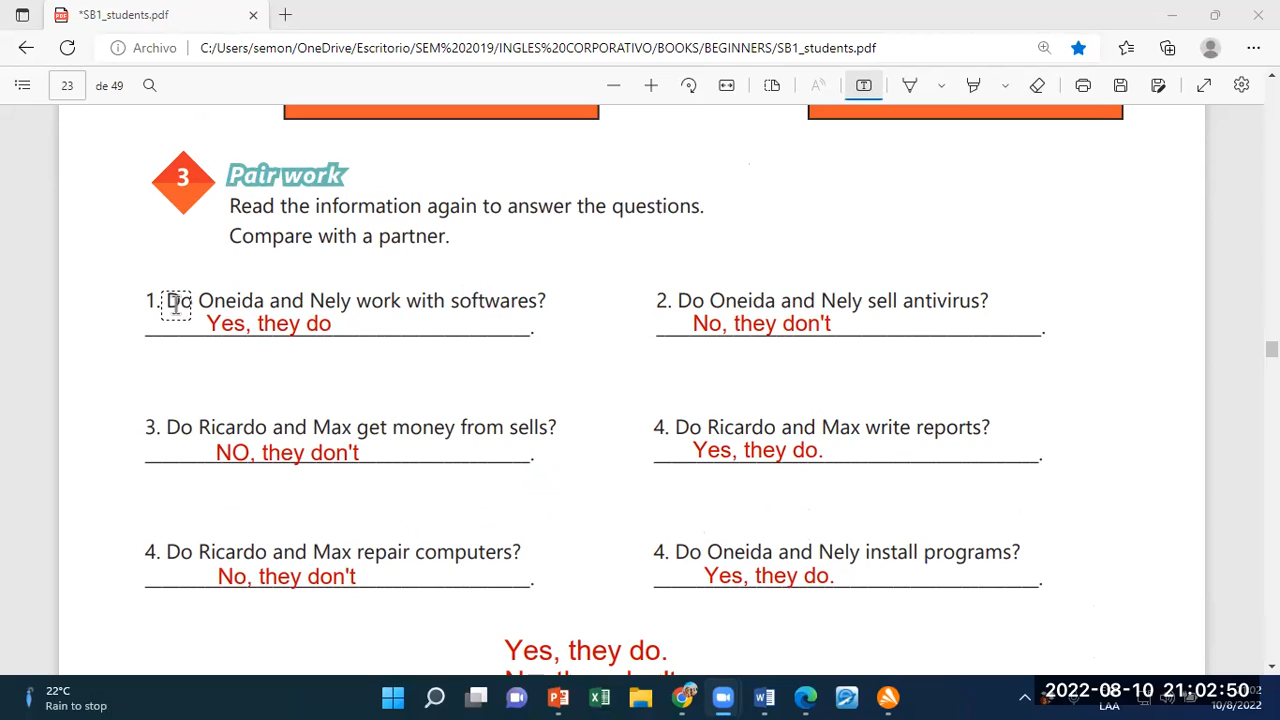 *SB1_students.pdf
Archivo
C:/Users/semon/OneDrive/Escritorio/SEM%202019/INGLES%20CORPORATIVO/BOOKS/BEGINNERS/SB1_students.pdf
23 de 49
3 Pair work
Read the information again to answer the questions.
Compare with a partner.
1. Do Oneida and Nely work with softwares?
Yes, they do
2. Do Oneida and Nely sell antivirus?
No, they don't
3. Do Ricardo and Max get money from sells?
NO, they don't
4. Do Ricardo and Max write reports?
Yes, they do.
4. Do Ricardo and Max repair computers?
No, they don't
4. Do Oneida and Nely install programs?
Yes, they do.
Yes, they do.
22°C
Rain to stop
LAA
2022-08-10 21:02:50
10/8/2022